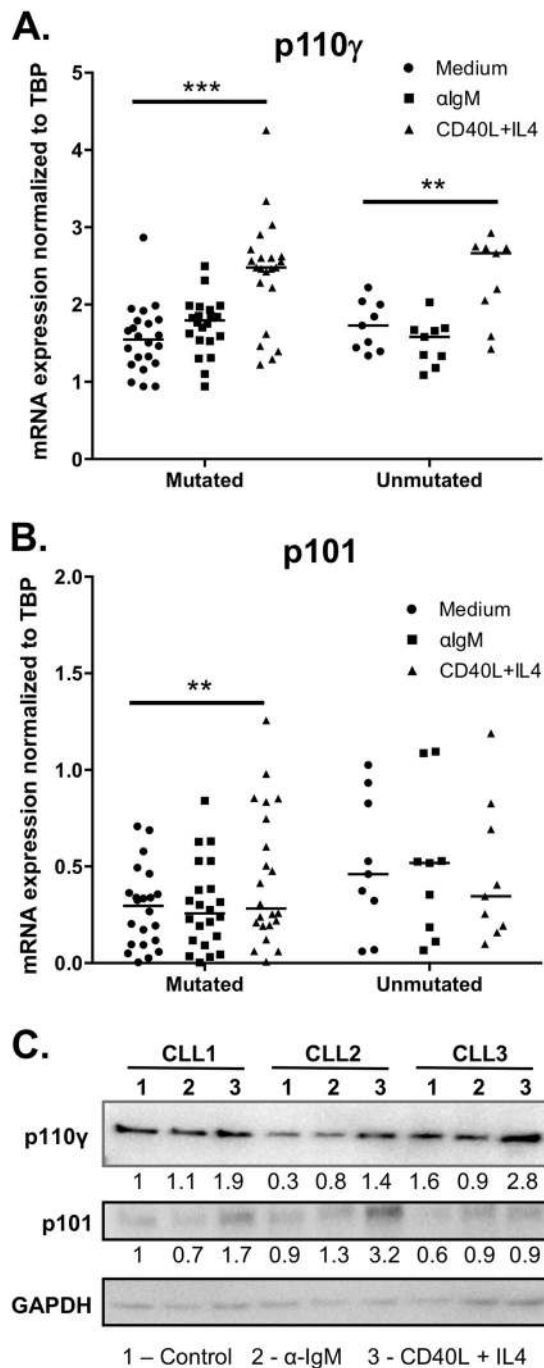 A.
p110γ
Medium
αIgM
CD40L+IL4
***
**
mRNA expression normalized to TBP
5
4
3
2
1
0
Mutated
Unmutated
B.
p101
Medium
αIgM
CD40L+IL4
**
mRNA expression normalized to TBP
2.0
1.5
1.0
0.5
0.0
Mutated
Unmutated
C.
CLL1 CLL2 CLL3
1 2 3 1 2 3 1 2 3
p110γ
1 1.1 1.9 0.3 0.8 1.4 1.6 0.9 2.8
p101
1 0.7 1.7 0.9 1.3 3.2 0.6 0.9 0.9
GAPDH
1 – Control 2 - α-IgM 3 - CD40L + IL4